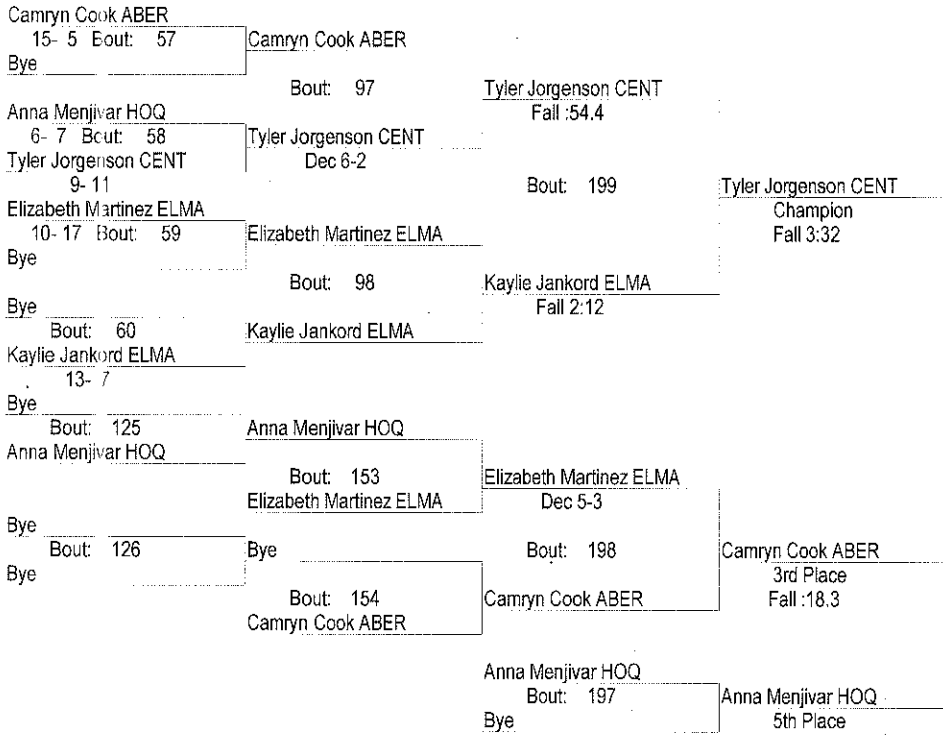 Camryn Cook ABER
15- 5 Bout: 57
Camryn Cook ABER
Bye
Bout: 97
Tyler Jorgenson CENT
Fall :54.4
Anna Menjivar HOQ
6- 7 Bout: 58
Tyler Jorgenson CENT
Tyler Jorgenson CENT
Dec 6-2
9- 11
Bout: 199
Tyler Jorgenson CENT
Champion
Fall 3:32
Elizabeth Martinez ELMA
10- 17 Bout: 59
Elizabeth Martinez ELMA
Bye
Bout: 98
Kaylie Jankord ELMA
Fall 2:12
Bye
Bout: 60
Kaylie Jankord ELMA
Kaylie Jankord ELMA
13- 7
Bye
Bout: 125
Anna Menjivar HOQ
Anna Menjivar HOQ
Bout: 153
Elizabeth Martinez ELMA
Elizabeth Martinez ELMA
Dec 5-3
Bye
Bout: 126
Bye
Bye
Bout: 198
Camryn Cook ABER
3rd Place
Fall :18.3
Bout: 154
Camryn Cook ABER
Camryn Cook ABER
Anna Menjivar HOQ
Bout: 197
Anna Menjivar HOQ
Bye
5th Place